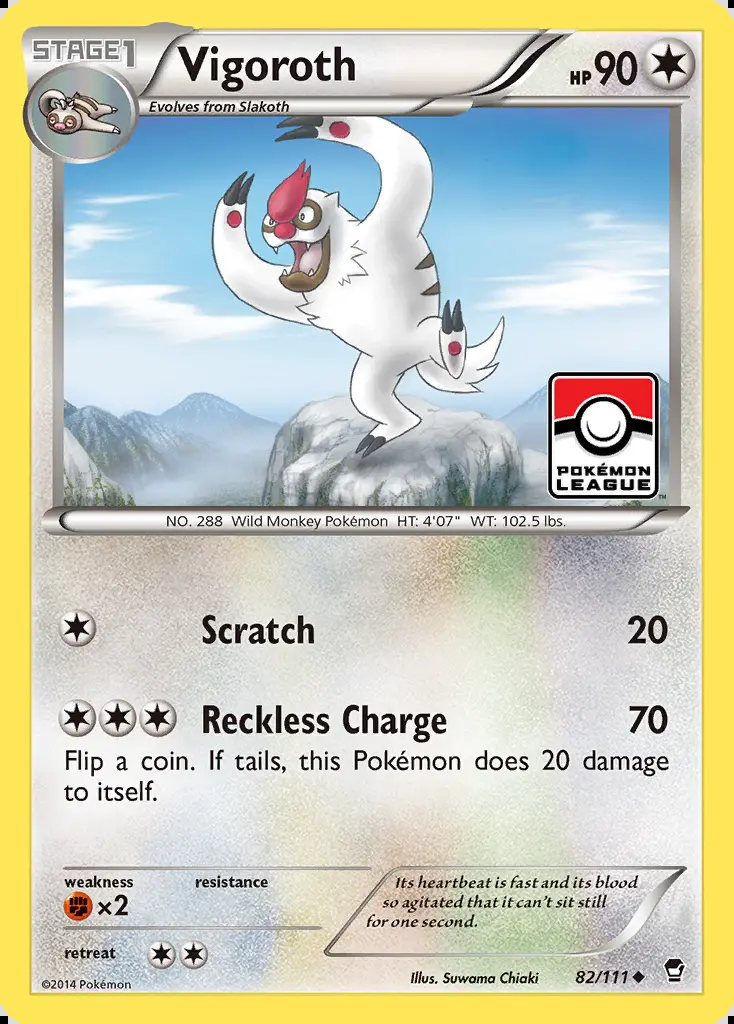 STAGE1
Vigoroth
HP 90
Evolves from Slakoth
POKÉMON
LEAGUE
TM
NO. 288 Wild Monkey Pokémon HT: 4'07" WT: 102.5 lbs.
Scratch 20
Reckless Charge 70
Flip a coin. If tails, this Pokémon does 20 damage
to itself.
weakness resistance
×2
Its heartbeat is fast and its blood
so agitated that it can't sit still
for one second.
retreat
©2014 Pokémon
Illus. Suwama Chiaki
82/111